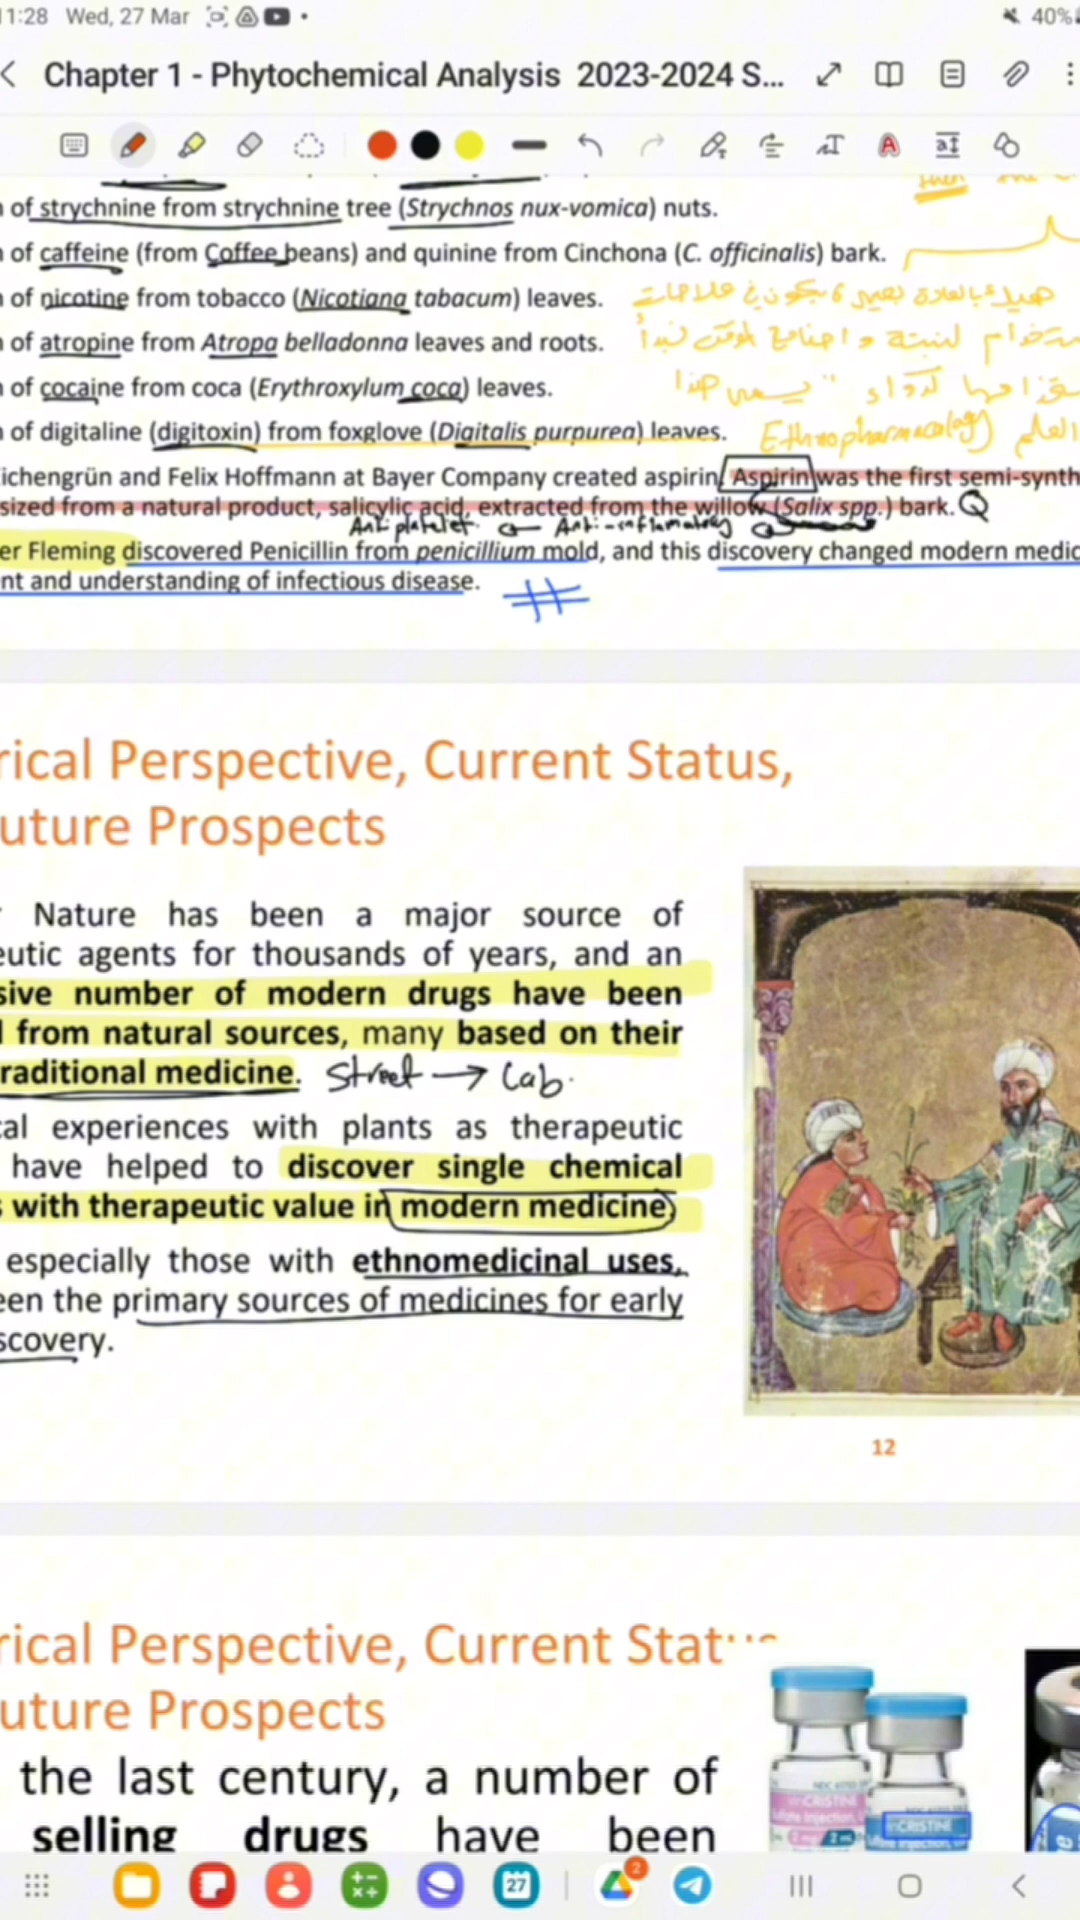 11:28 Wed, 27 Mar 40%
Chapter 1 - Phytochemical Analysis 2023-2024 S...
of strychnine from strychnine tree (Strychnos nux-vomica) nuts.
of caffeine (from Coffee beans) and quinine from Cinchona (C. officinalis) bark.
of nicotine from tobacco (Nicotiana tabacum) leaves.
of atropine from Atropa belladonna leaves and roots.
of cocaine from coca (Erythroxylum coca) leaves.
of digitaline (digitoxin) from foxglove (Digitalis purpurea) leaves. Ethnopharmacology العلم
ichengrün and Felix Hoffmann at Bayer Company created aspirin. Aspirin was the first semi-synth
sized from a natural product, salicylic acid, extracted from the willow (Salix spp.) bark. Q
Antiplatelet Anti-inflamatory
er Fleming discovered Penicillin from penicillium mold, and this discovery changed modern medic
nt and understanding of infectious disease.
rical Perspective, Current Status,
uture Prospects
Nature has been a major source of
eutic agents for thousands of years, and an
sive number of modern drugs have been
from natural sources, many based on their
raditional medicine. Street → Lab.
cal experiences with plants as therapeutic
have helped to discover single chemical
with therapeutic value in modern medicine
especially those with ethnomedicinal uses,
een the primary sources of medicines for early
scovery.
12
rical Perspective, Current Stat
uture Prospects
the last century, a number of
selling drugs have been
CRISTINE
CRISTINE
27
2